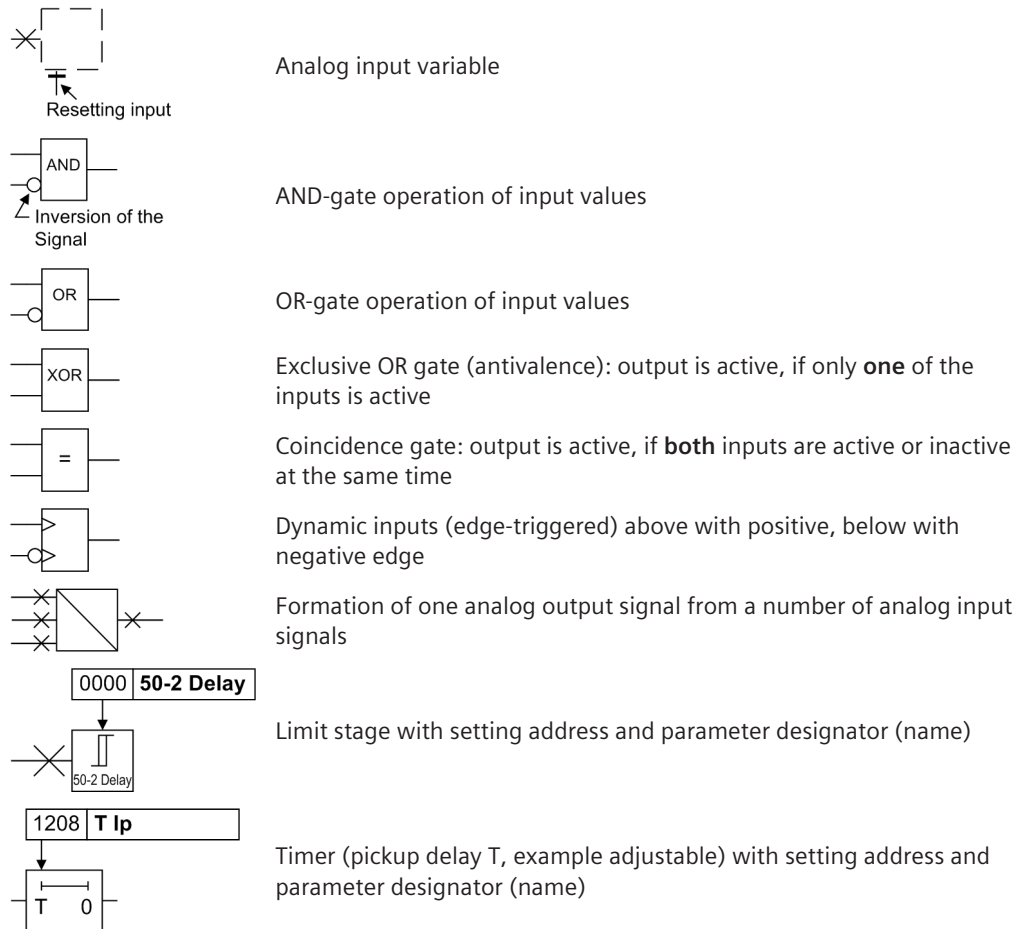 Analog input variable
Resetting input
AND
AND-gate operation of input values
Inversion of the
Signal
OR
OR-gate operation of input values
XOR
Exclusive OR gate (antivalence): output is active, if only one of the
inputs is active
=
Coincidence gate: output is active, if both inputs are active or inactive
at the same time
Dynamic inputs (edge-triggered) above with positive, below with
negative edge
Formation of one analog output signal from a number of analog input
signals
0000 50-2 Delay
Limit stage with setting address and parameter designator (name)
50-2 Delay
1208 T Ip
Timer (pickup delay T, example adjustable) with setting address and
parameter designator (name)
T 0